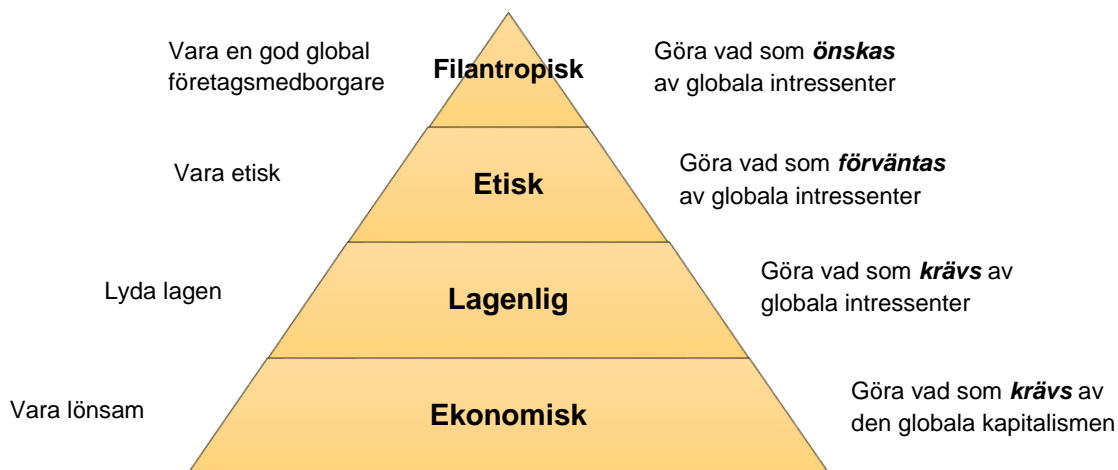 Vara en god global
företagsmedborgare
Filantropisk
Göra vad som önskas
av globala intressenter
Vara etisk
Etisk
Göra vad som förväntas
av globala intressenter
Lyda lagen
Lagenlig
Göra vad som krävs av
globala intressenter
Vara lönsam
Ekonomisk
Göra vad som krävs av
den globala kapitalismen